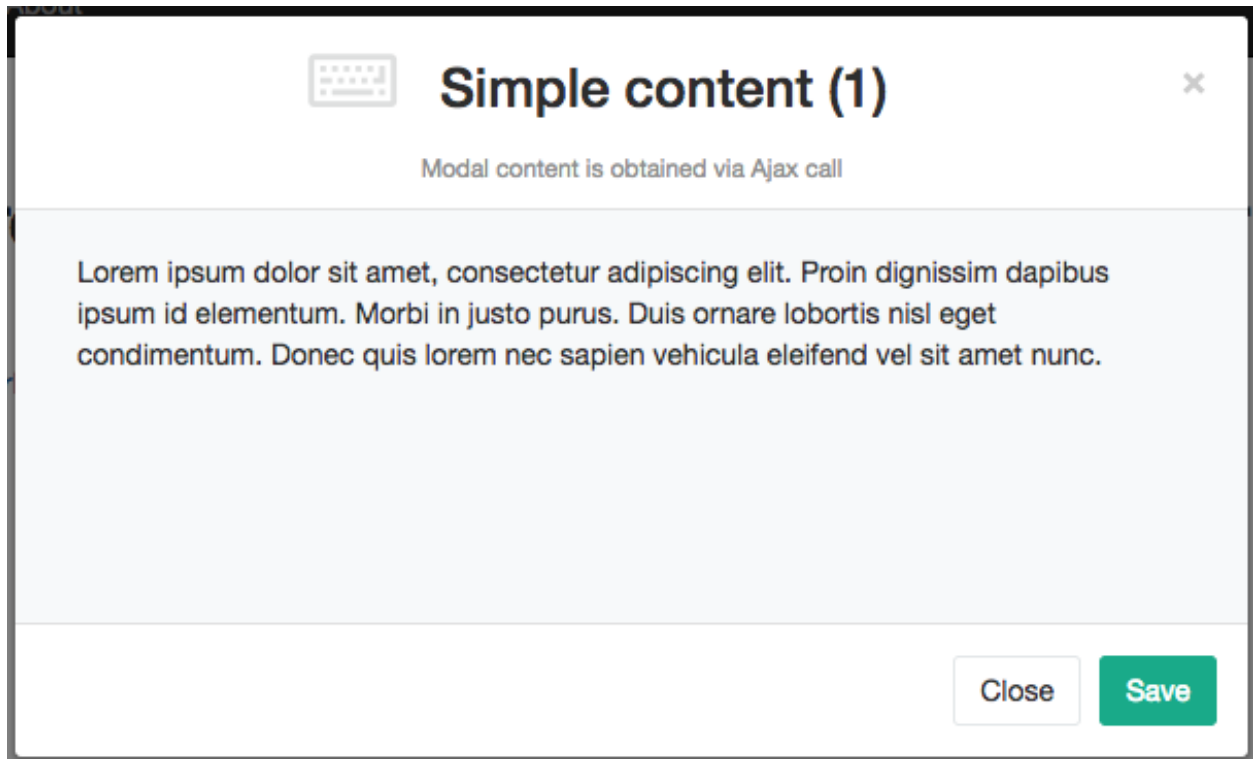 About
Simple content (1)
×
Modal content is obtained via Ajax call
Lorem ipsum dolor sit amet, consectetur adipiscing elit. Proin dignissim dapibus
ipsum id elementum. Morbi in justo purus. Duis ornare lobortis nisl eget
condimentum. Donec quis lorem nec sapien vehicula eleifend vel sit amet nunc.
Close
Save